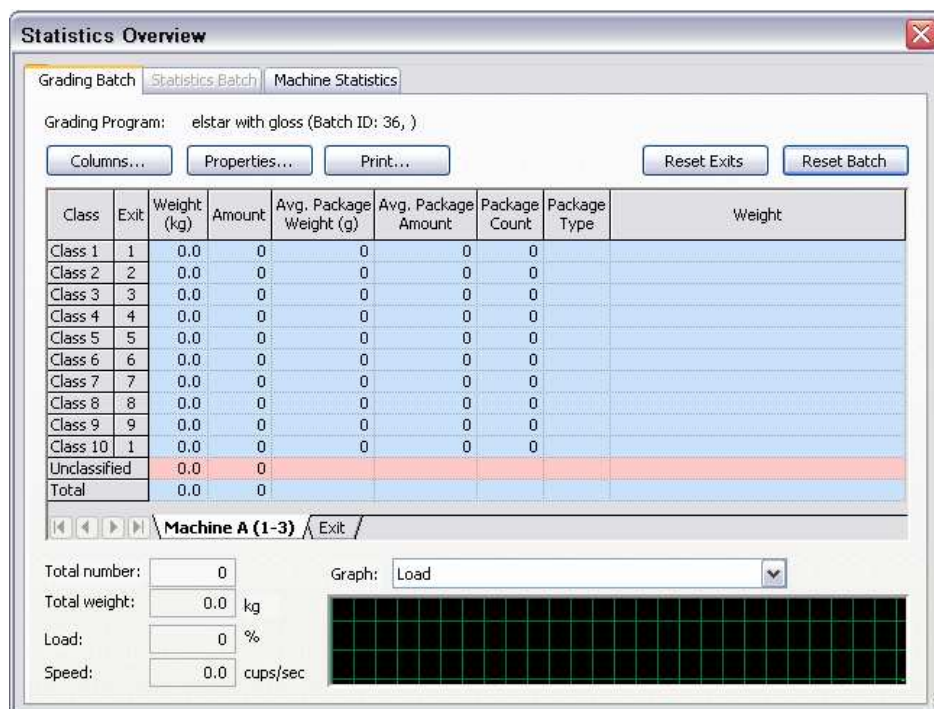 Statistics Overview
Grading Batch Statistics Batch Machine Statistics
Grading Program: elstar with gloss (Batch ID: 36, )
Columns... Properties... Print... Reset Exits Reset Batch
Class Exit Weight (kg) Amount Avg. Package Weight (g) Avg. Package Amount Package Count Package Type Weight
Class 1 1 0.0 0 0 0 0
Class 2 2 0.0 0 0 0 0
Class 3 3 0.0 0 0 0 0
Class 4 4 0.0 0 0 0 0
Class 5 5 0.0 0 0 0 0
Class 6 6 0.0 0 0 0 0
Class 7 7 0.0 0 0 0 0
Class 8 8 0.0 0 0 0 0
Class 9 9 0.0 0 0 0 0
Class 10 1 0.0 0 0 0 0
Unclassified 0.0 0
Total 0.0 0
Machine A (1-3) Exit
Total number: 0 Graph: Load
Total weight: 0.0 kg
Load: 0 %
Speed: 0.0 cups/sec